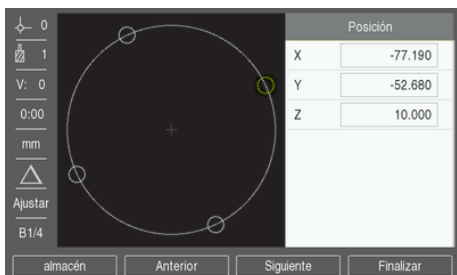 0
1
V: 0
0:00
mm
Ajustar
B1/4
Posición
X -77.190
Y -52.680
Z 10.000
almacén Anterior Siguiente Finalizar